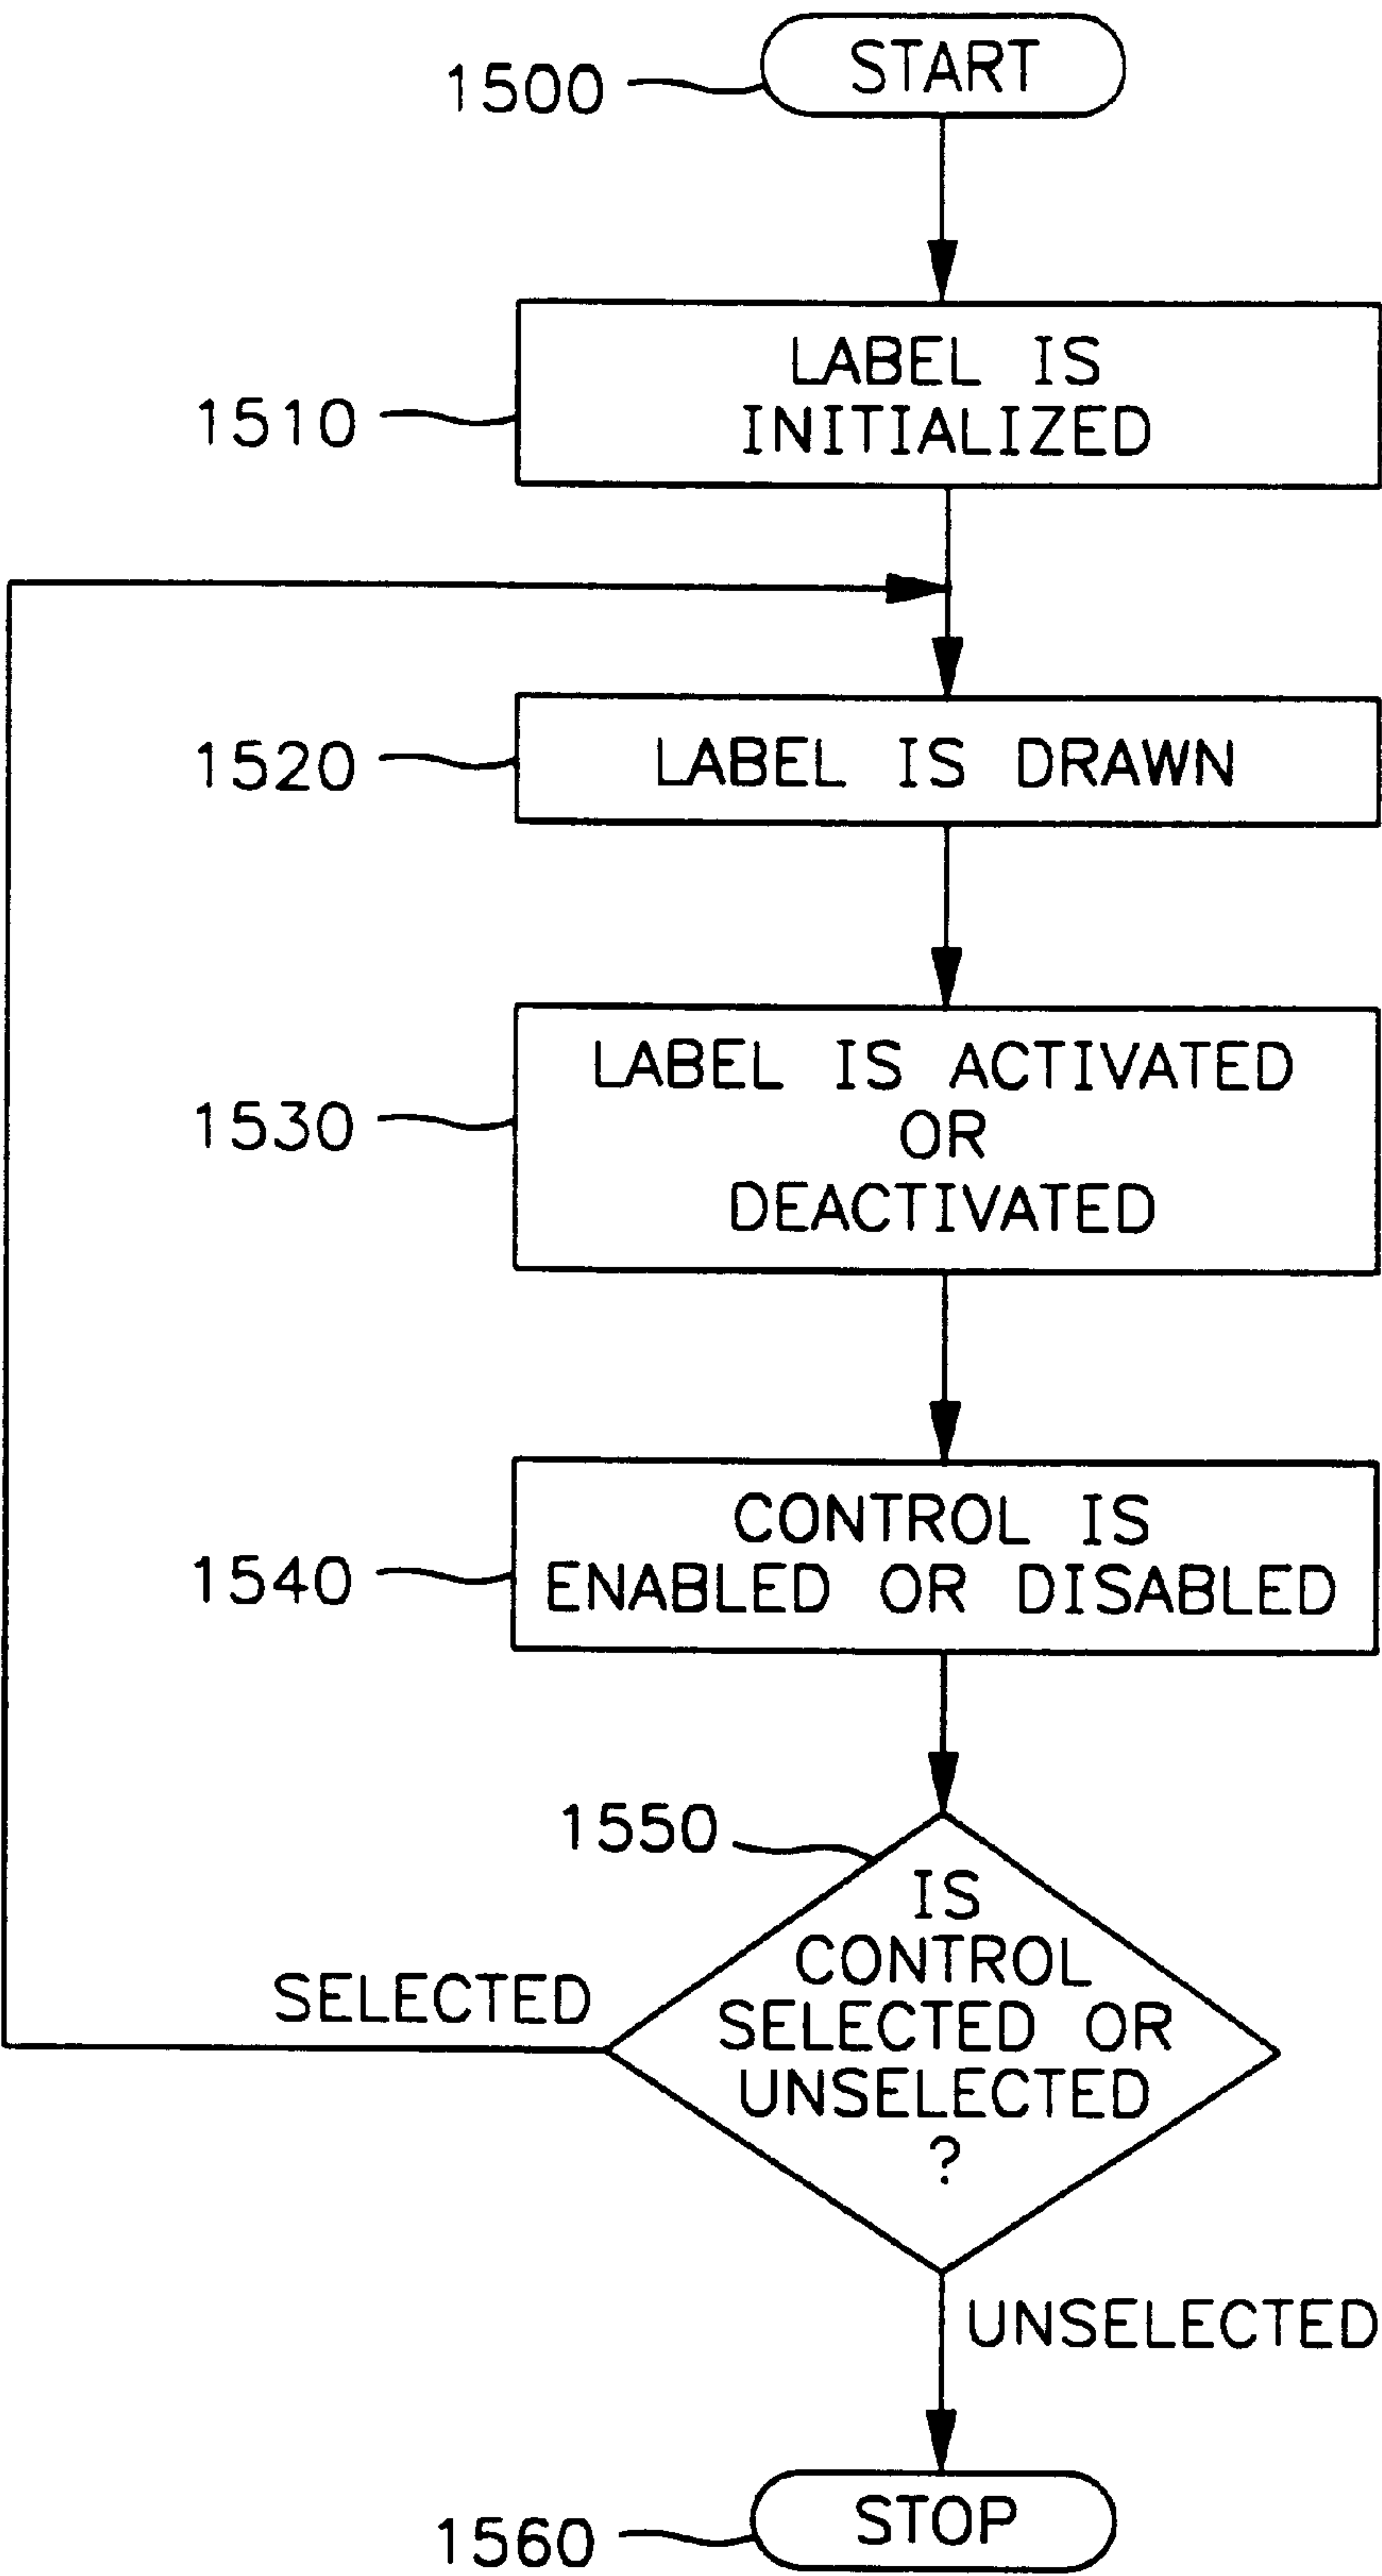 START
1500
LABEL IS
INITIALIZED
1510
LABEL IS DRAWN
1520
LABEL IS ACTIVATED
OR
DEACTIVATED
1530
CONTROL IS
ENABLED OR DISABLED
1540
1550
IS
CONTROL
SELECTED OR
UNSELECTED
?
SELECTED
UNSELECTED
STOP
1560